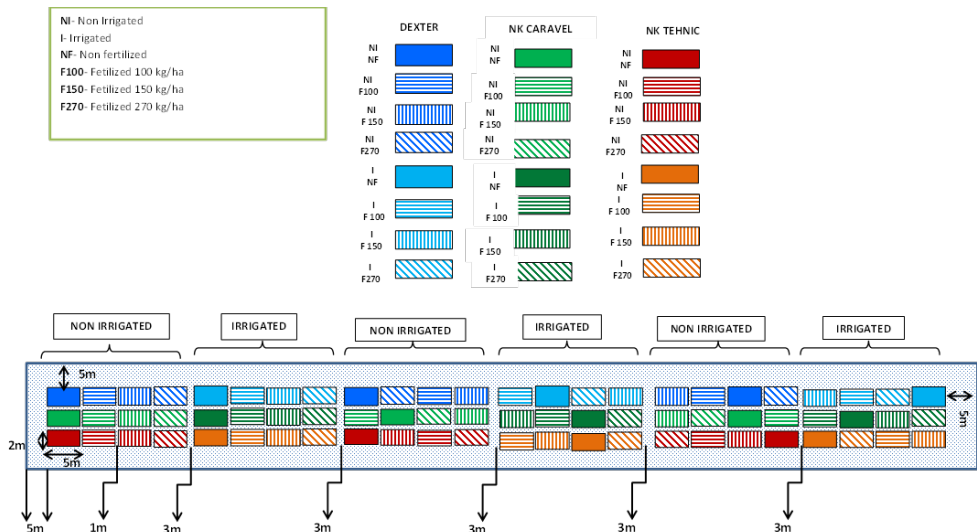 NI- Non Irrigated
I- Irrigated
NF- Non fertilized
F100- Fetilized 100 kg/ha
F150- Fetilized 150 kg/ha
F270- Fetilized 270 kg/ha
DEXTER
NI
NF
NI
F100
NI
F 150
NI
F270
I
NF
I
F 100
I
F 150
I
F270
NK CARAVEL
NI
NF
NI
F100
NI
F 150
NI
F270
I
NF
I
F 100
I
F 150
I
F270
NK TEHNIC
NI
NF
NI
F100
NI
F 150
NI
F270
I
NF
I
F 100
I
F 150
I
F270
NON IRRIGATED
IRRIGATED
NON IRRIGATED
IRRIGATED
NON IRRIGATED
IRRIGATED
5m
5m
2m
5m
5m
1m
3m
3m
3m
3m
3m